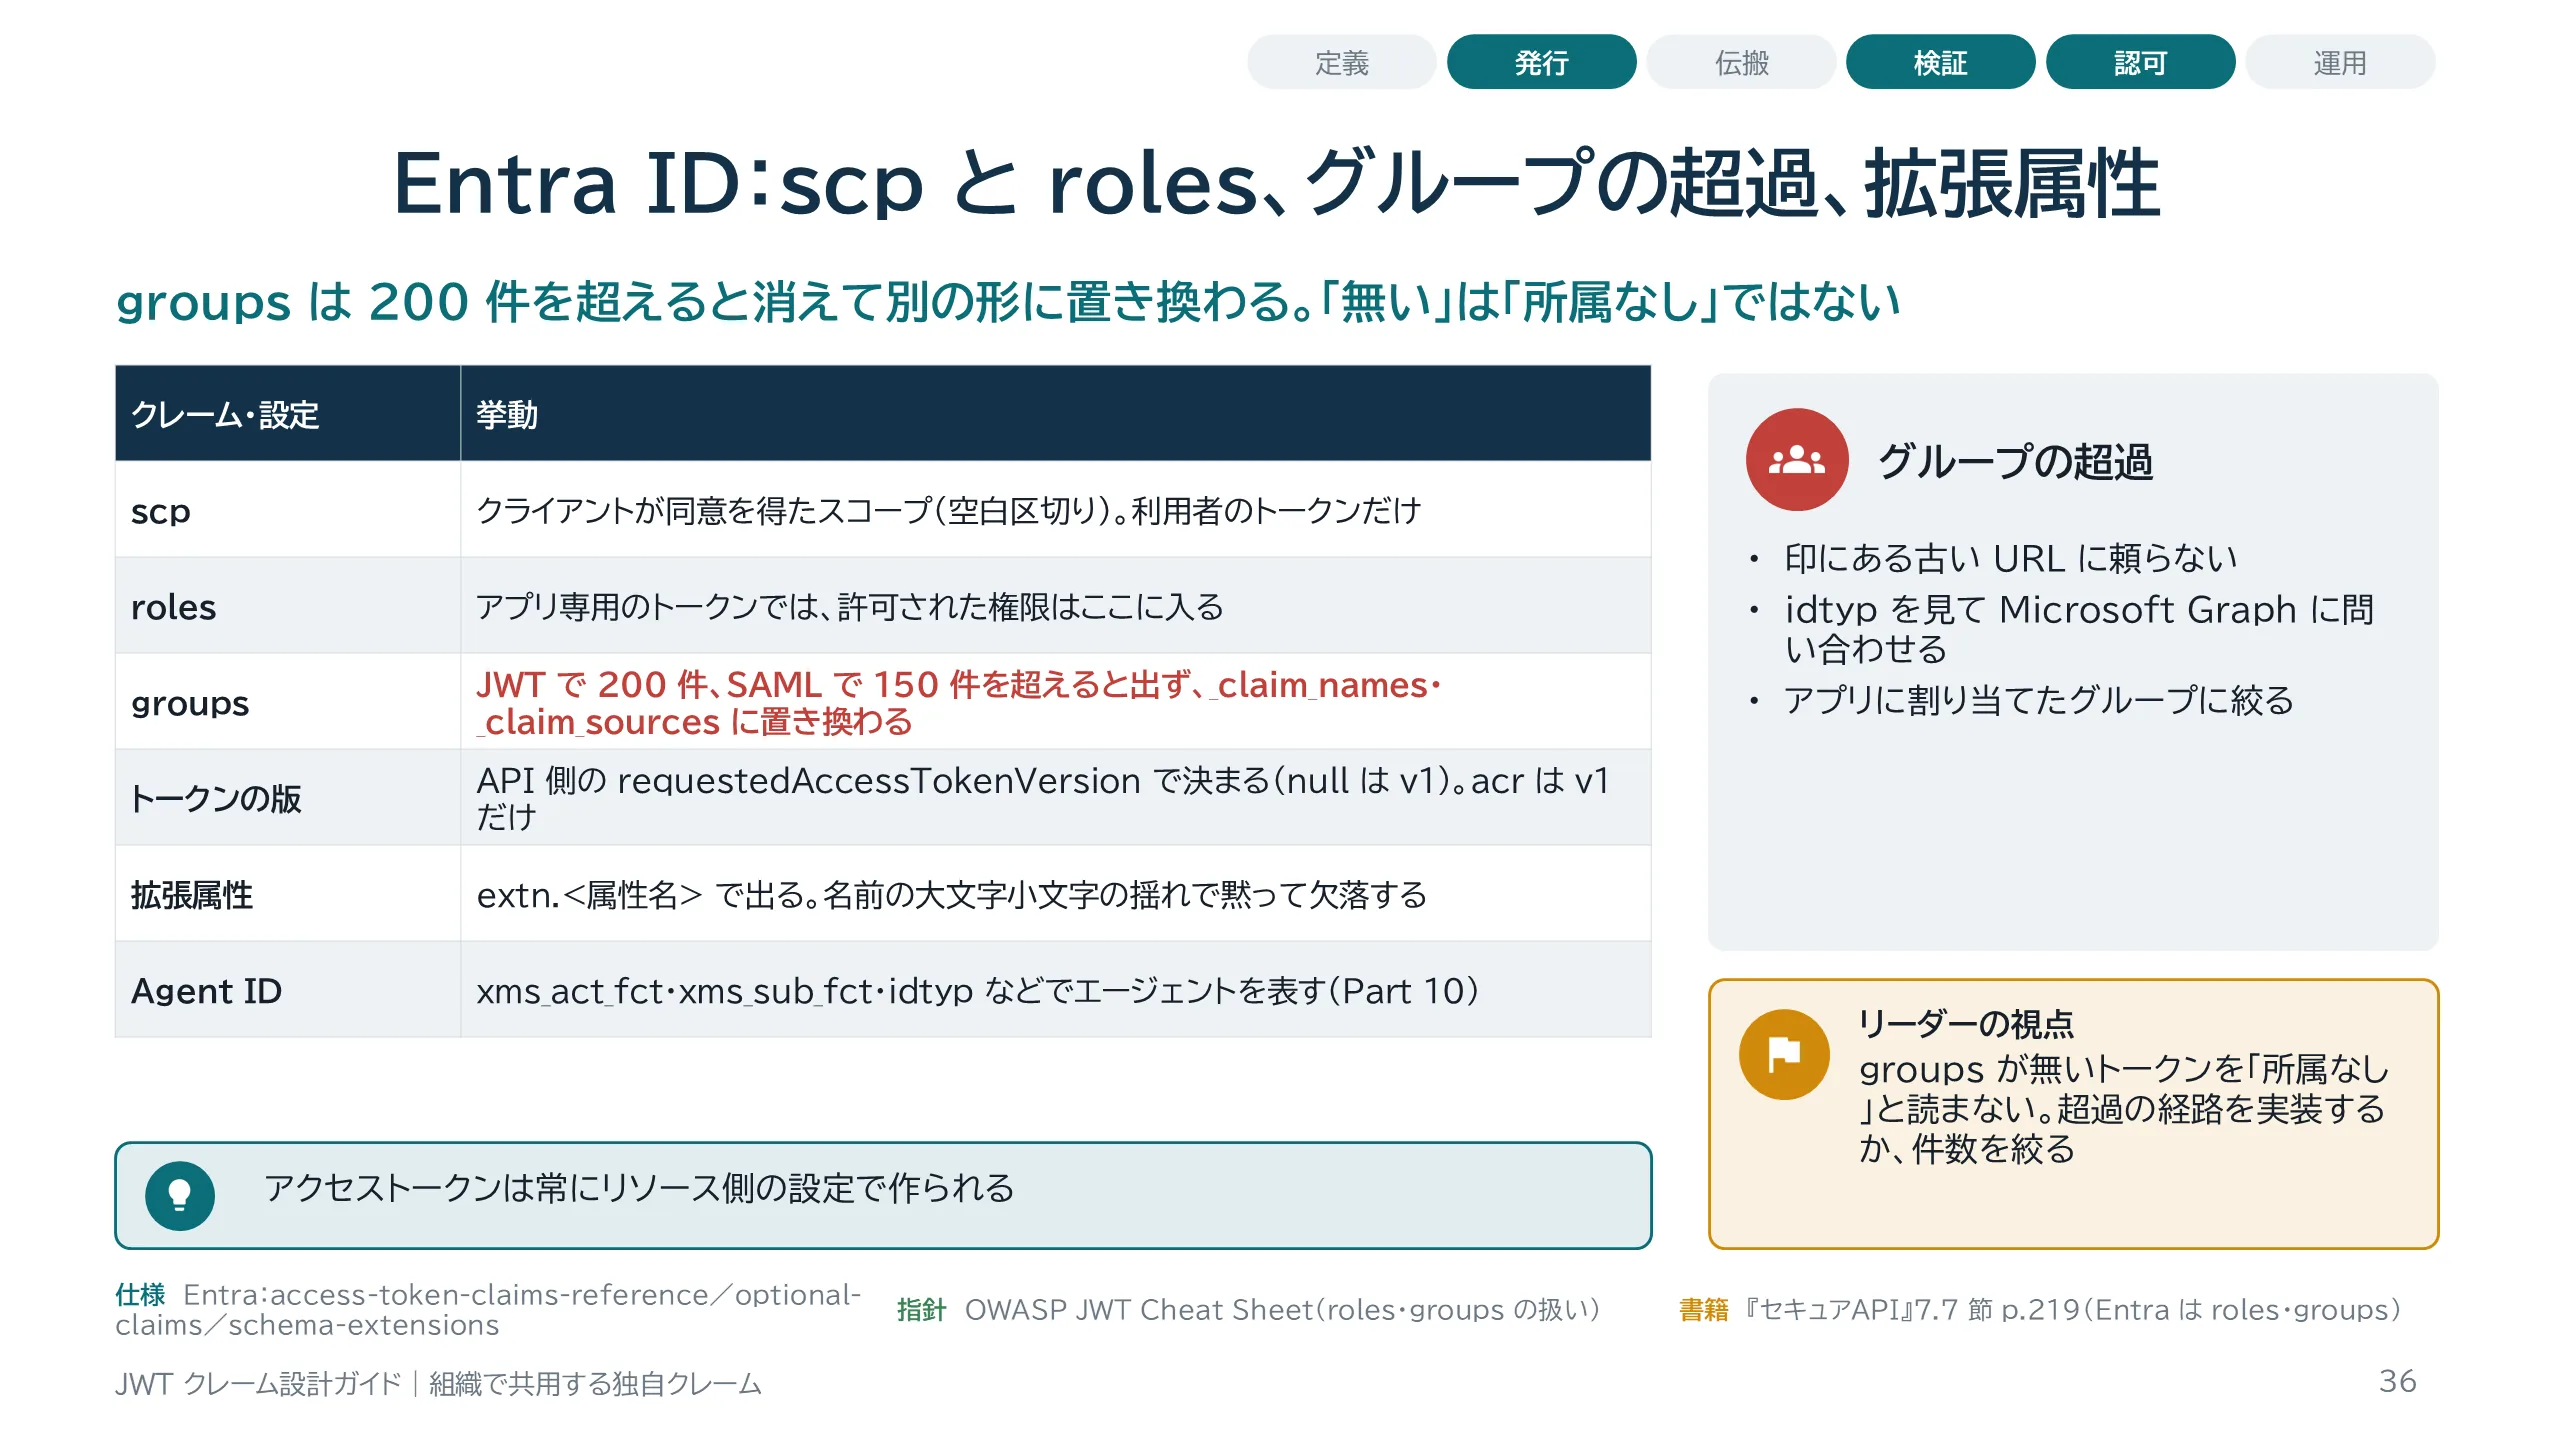 定義 発行 伝搬 検証 認可 運用
Entra ID：scp と roles、グループの超過、拡張属性
groups は 200 件を超えると消えて別の形に置き換わる。「無い」は「所属なし」ではない
クレーム・設定 挙動
scp クライアントが同意を得たスコープ（空白区切り）。利用者のトークンだけ
roles アプリ専用のトークンでは、許可された権限はここに入る
groups JWT で 200 件、SAML で 150 件を超えると出ず、_claim_names・
_claim_sources に置き換わる
トークンの版 API 側の requestedAccessTokenVersion で決まる（null は v1）。acr は v1
だけ
拡張属性 extn.<属性名> で出る。名前の大文字小文字の揺れで黙って欠落する
Agent ID xms_act_fct・xms_sub_fct・idtyp などでエージェントを表す（Part 10）
アクセストークンは常にリソース側の設定で作られる
グループの超過
・ 印にある古い URL に頼らない
・ idtyp を見て Microsoft Graph に問
い合わせる
・ アプリに割り当てたグループに絞る
リーダーの視点
groups が無いトークンを「所属なし
」と読まない。超過の経路を実装する
か、件数を絞る
仕様 Entra：access-token-claims-reference／optional-
claims／schema-extensions
指針 OWASP JWT Cheat Sheet（roles・groups の扱い）
書籍 『セキュアAPI』7.7 節 p.219（Entra は roles・groups）
JWT クレーム設計ガイド｜組織で共用する独自クレーム
36